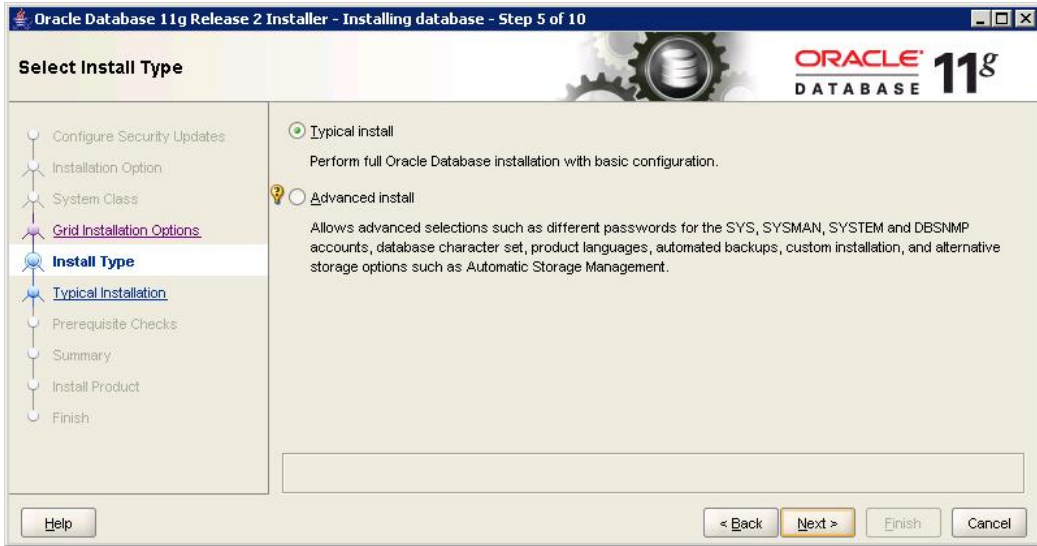 Oracle Database 11g Release 2 Installer - Installing database - Step 5 of 10
Select Install Type
ORACLE
DATABASE
11g
Configure Security Updates
Installation Option
System Class
Grid Installation Options
Install Type
Typical Installation
Prerequisite Checks
Summary
Install Product
Finish
Typical install
Perform full Oracle Database installation with basic configuration.
Advanced install
Allows advanced selections such as different passwords for the SYS, SYSMAN, SYSTEM and DBSNMP
accounts, database character set, product languages, automated backups, custom installation, and alternative
storage options such as Automatic Storage Management.
Help
< Back
Next >
Finish
Cancel